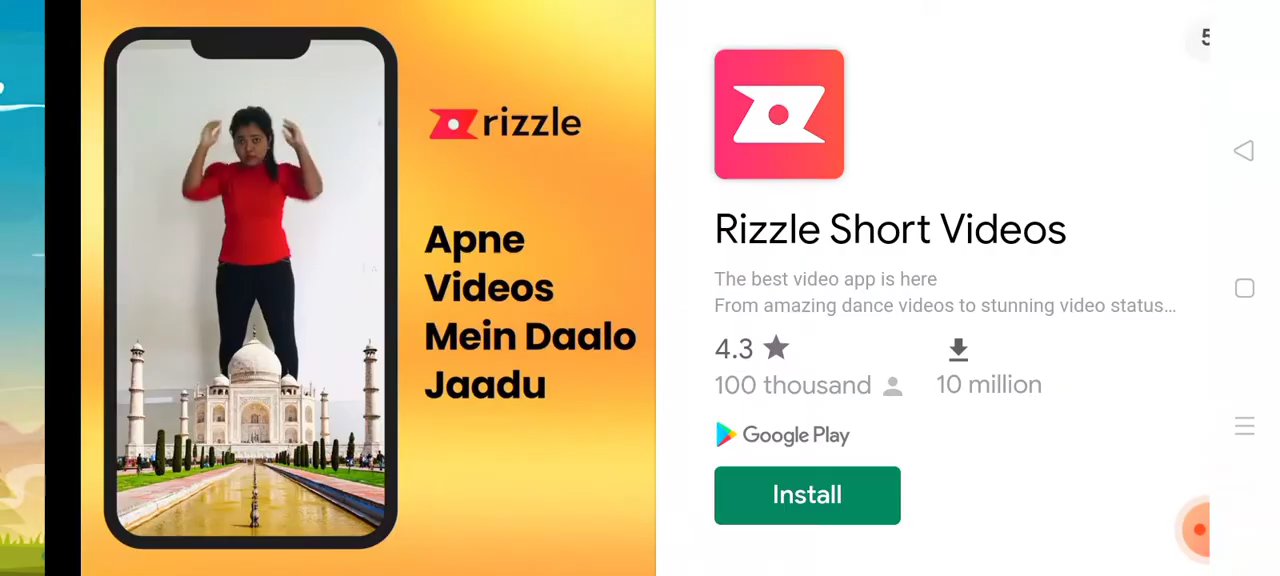 rizzle
Apne
Videos
Mein Daalo
Jaadu
5
Rizzle Short Videos
The best video app is here
From amazing dance videos to stunning video status...
4.3
100 thousand
10 million
Google Play
Install